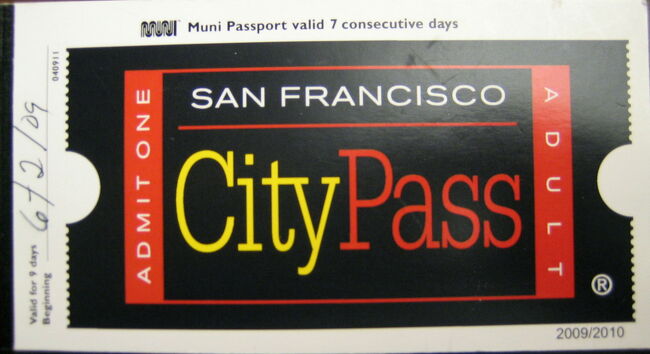 MUNI Muni Passport valid 7 consecutive days
040911
Valid for 9 days
Beginning 6/2/09
ADMIT ONE
SAN FRANCISCO
CityPass
ADULT
®
2009/2010